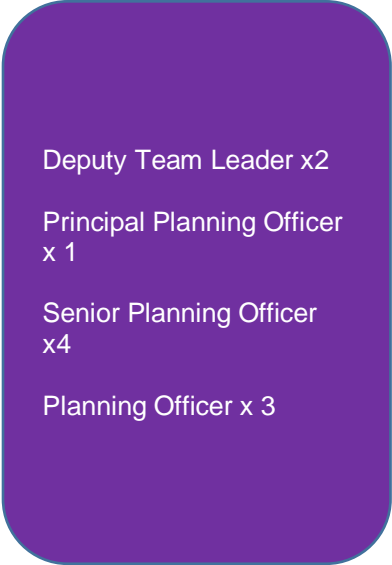 Deputy Team Leader x2
Principal Planning Officer
x 1
Senior Planning Officer
x4
Planning Officer x 3